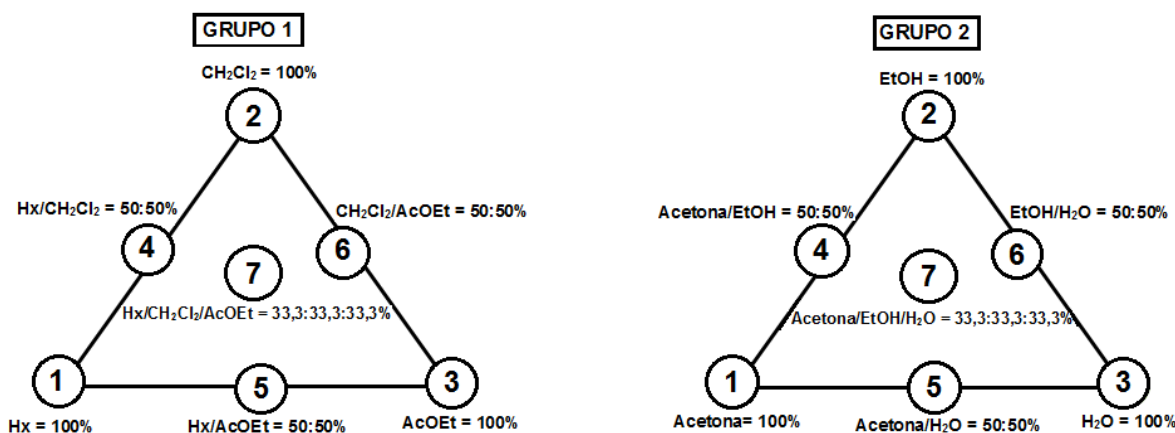 GRUPO 1
CH₂Cl₂ = 100%
2
Hx/CH₂Cl₂ = 50:50%
CH₂Cl₂/AcOEt = 50:50%
4
6
7
Hx/CH₂Cl₂/AcOEt = 33,3:33,3:33,3%
1
5
3
Hx = 100%
Hx/AcOEt = 50:50%
AcOEt = 100%
GRUPO 2
EtOH = 100%
2
Acetona/EtOH = 50:50%
EtOH/H₂O = 50:50%
4
6
7
Acetona/EtOH/H₂O = 33,3:33,3:33,3%
1
5
3
Acetona= 100%
Acetona/H₂O = 50:50%
H₂O = 100%